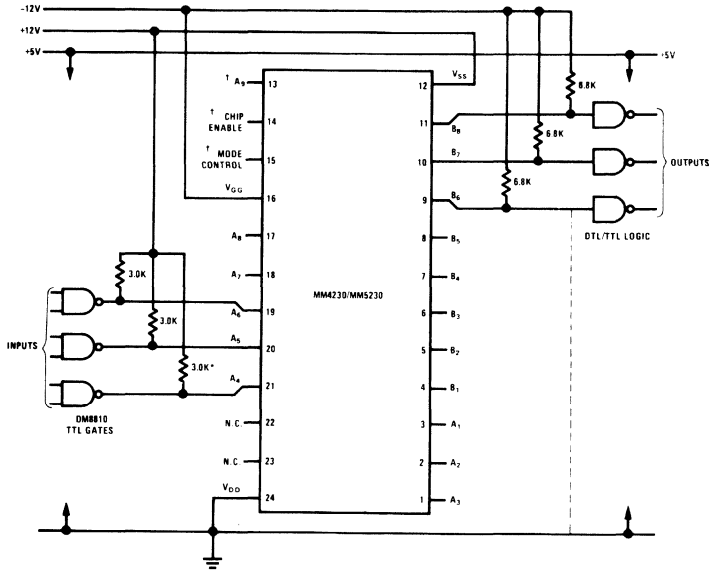 -12V
+12V
+5V
+5V
† A9
13
† CHIP ENABLE
14
† MODE CONTROL
15
VGG
16
A8
17
A7
18
A6
19
A5
20
A4
21
N.C.
22
N.C.
23
VDD
24
MM4230/MM5230
VSS
12
11
B8
10
B7
9
B6
8
B5
7
B4
6
B3
5
B2
4
B1
3
A1
2
A2
1
A3
6.8K
6.8K
6.8K
OUTPUTS
DTL/TTL LOGIC
3.0K
3.0K
3.0K*
INPUTS
DM8810
TTL GATES